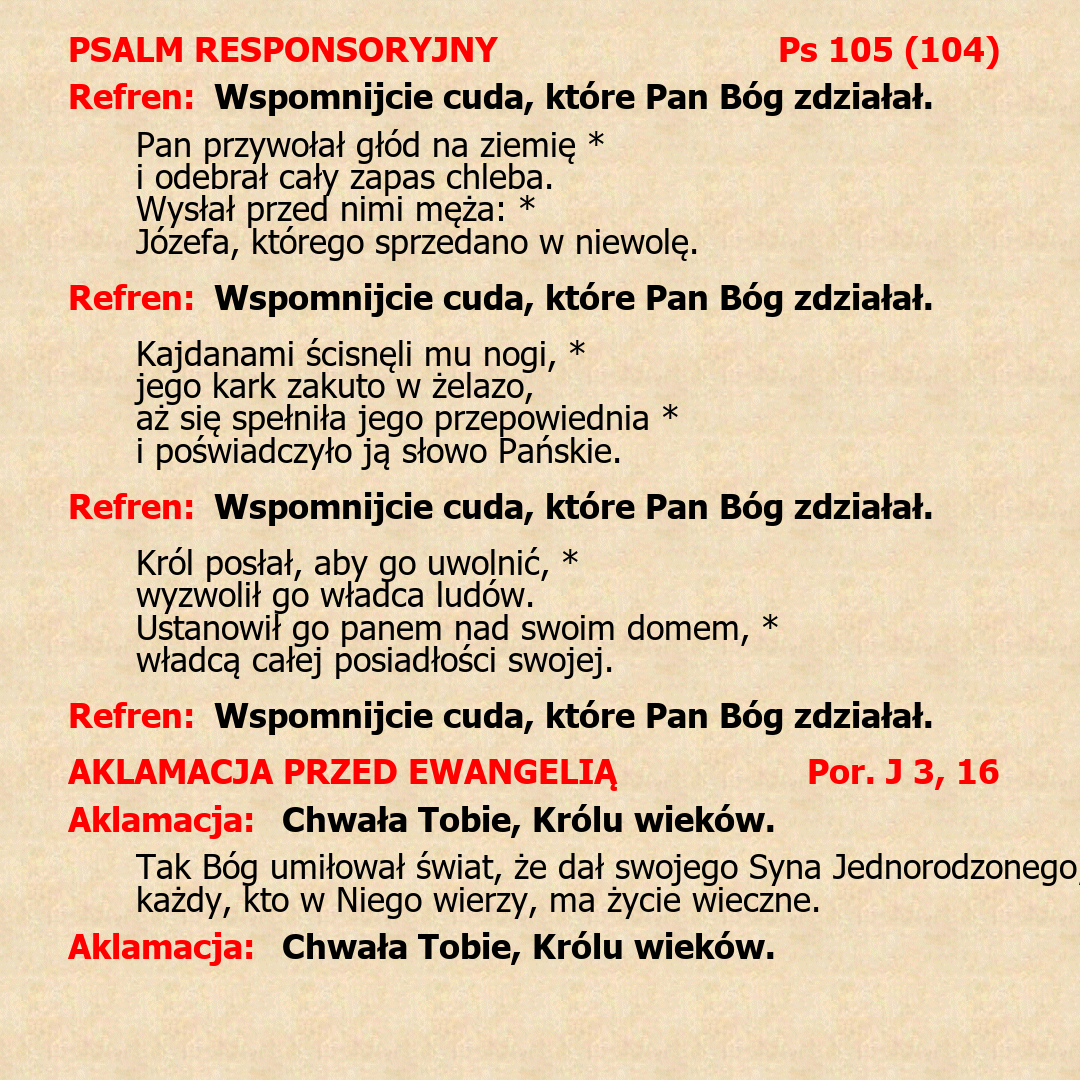 PSALM RESPONSORYJNY Ps 105 (104)
Refren: Wspomnijcie cuda, które Pan Bóg zdziałał.
Pan przywołał głód na ziemię *
i odebrał cały zapas chleba.
Wysłał przed nimi męża: *
Józefa, którego sprzedano w niewolę.
Refren: Wspomnijcie cuda, które Pan Bóg zdziałał.
Kajdanami ścisnęli mu nogi, *
jego kark zakuto w żelazo,
aż się spełniła jego przepowiednia *
i poświadczyło ją słowo Pańskie.
Refren: Wspomnijcie cuda, które Pan Bóg zdziałał.
Król posłał, aby go uwolnić, *
wyzwolił go władca ludów.
Ustanowił go panem nad swoim domem, *
władcą całej posiadłości swojej.
Refren: Wspomnijcie cuda, które Pan Bóg zdziałał.
AKLAMACJA PRZED EWANGELIĄ Por. J 3, 16
Aklamacja: Chwała Tobie, Królu wieków.
Tak Bóg umiłował świat, że dał swojego Syna Jednorodzonego,
każdy, kto w Niego wierzy, ma życie wieczne.
Aklamacja: Chwała Tobie, Królu wieków.